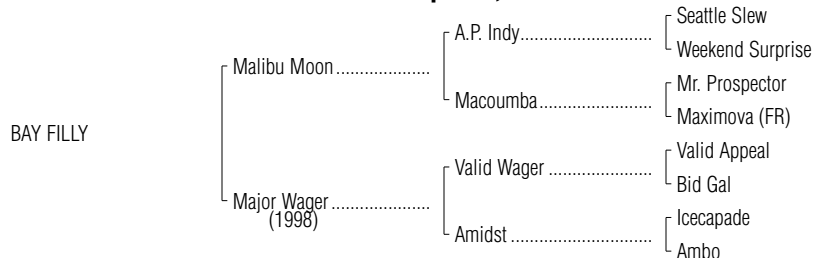 Seattle Slew
A.P. Indy
Weekend Surprise
Malibu Moon
Mr. Prospector
Macoumba
Maximova (FR)
BAY FILLY
Valid Appeal
Valid Wager
Bid Gal
Major Wager
(1998)
Icecapade
Amidst
Ambo